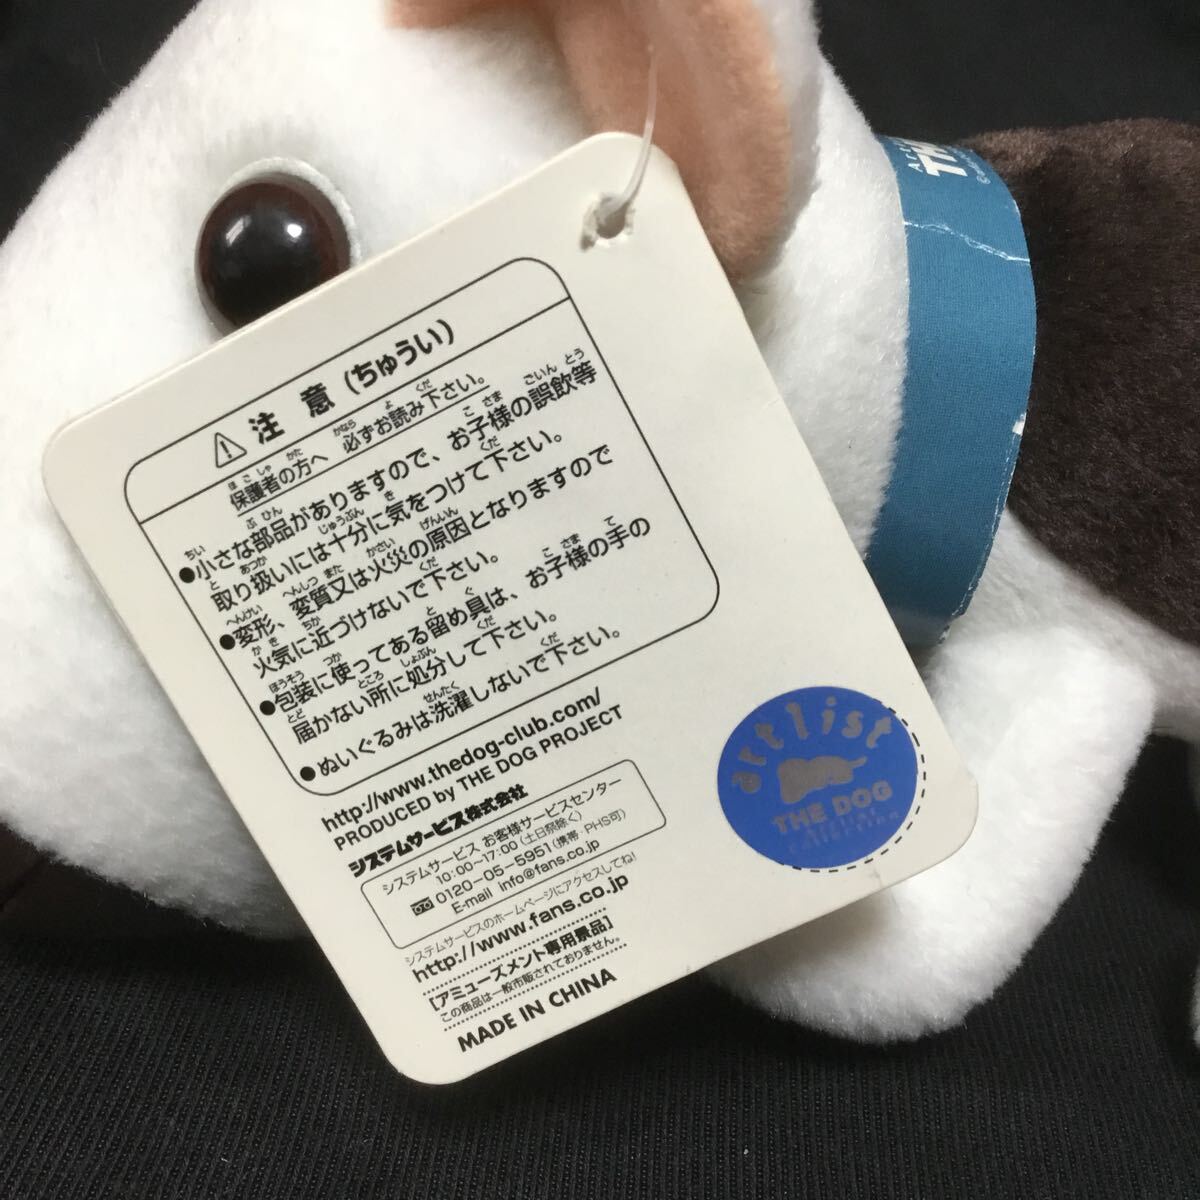 ⚠ 注意(ちゅうい)
保護者の方へ 必ずお読み下さい。
●小さな部品がありますので、お子様の誤飲等
取り扱いには十分に気をつけて下さい。
●変形、変質又は火災の原因となりますので
火気に近づけないで下さい。
●包装に使ってある留め具は、お子様の手の
届かない所に処分して下さい。
●ぬいぐるみは洗濯しないで下さい。
http://www.thedog-club.com/
PRODUCED by THE DOG PROJECT
システムサービス株式会社
システムサービス お客様サービスセンター
10:00~17:00(土日祭除く)
0120-05-5951(携帯・PHS可)
E-mail info@fans.co.jp
システムサービスのホームページにアクセスしてね!
http://www.fans.co.jp
[アミューズメント専用景品]
この商品は一般市販されておりません。
MADE IN CHINA
artlist
THE DOG
artlist
collection